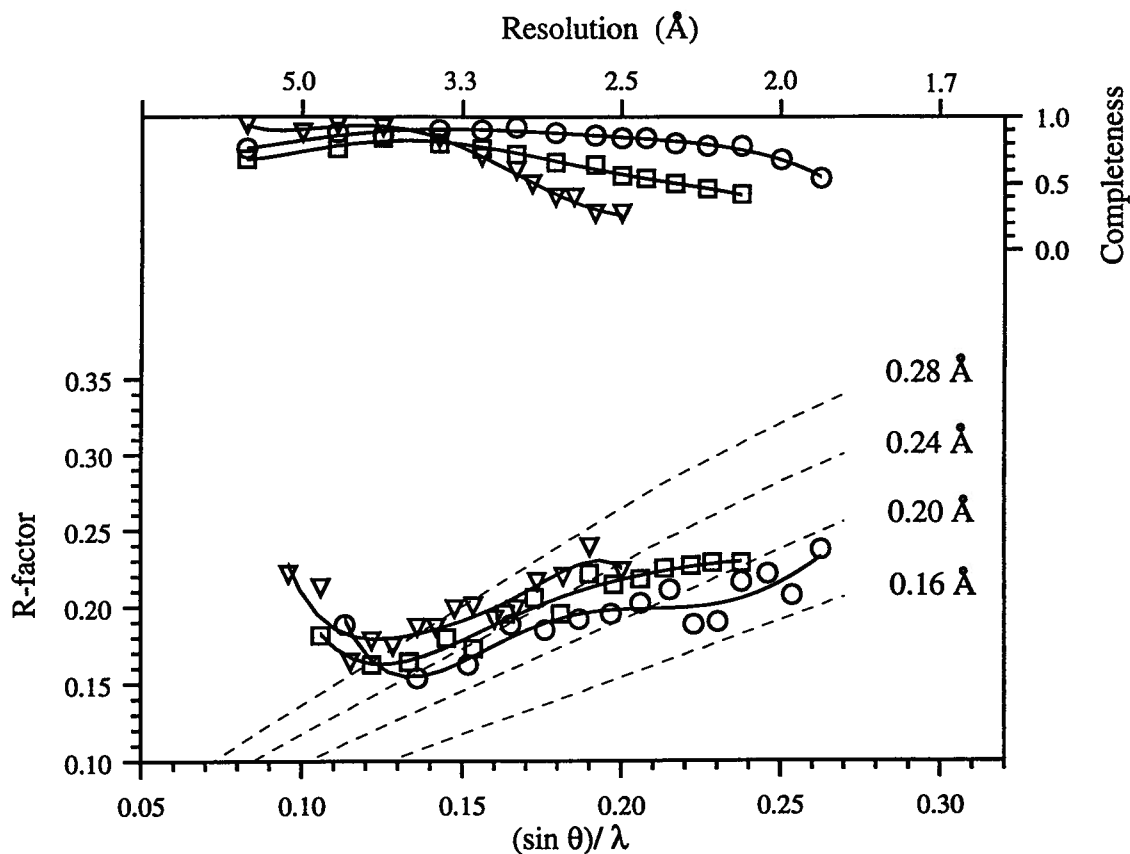 Resolution (Å)
5.0 3.3 2.5 2.0 1.7
1.0
0.5
0.0
Completeness
0.35
0.30
0.25
0.20
0.15
0.10
R-factor
0.28 Å
0.24 Å
0.20 Å
0.16 Å
0.05 0.10 0.15 0.20 0.25 0.30
(sin θ)/ λ